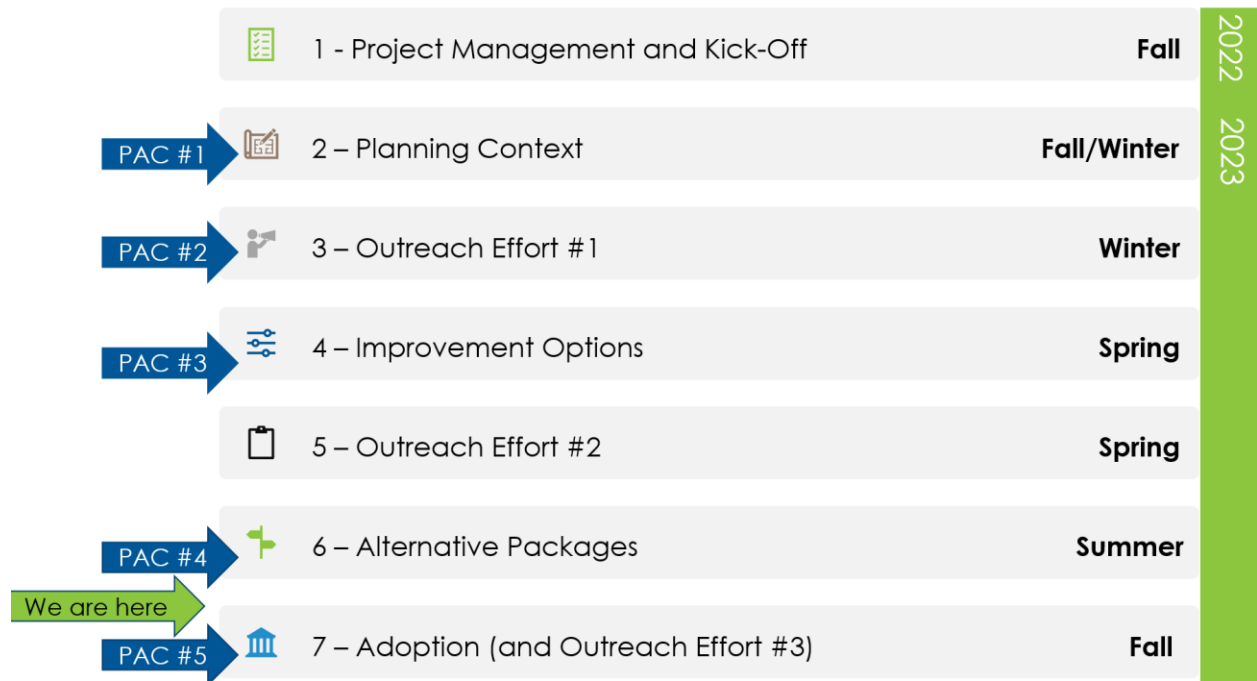 1 - Project Management and Kick-Off Fall
2022
PAC #1 2 – Planning Context Fall/Winter
2023
PAC #2 3 – Outreach Effort #1 Winter
PAC #3 4 – Improvement Options Spring
5 – Outreach Effort #2 Spring
PAC #4 6 – Alternative Packages Summer
We are here
PAC #5 7 – Adoption (and Outreach Effort #3) Fall